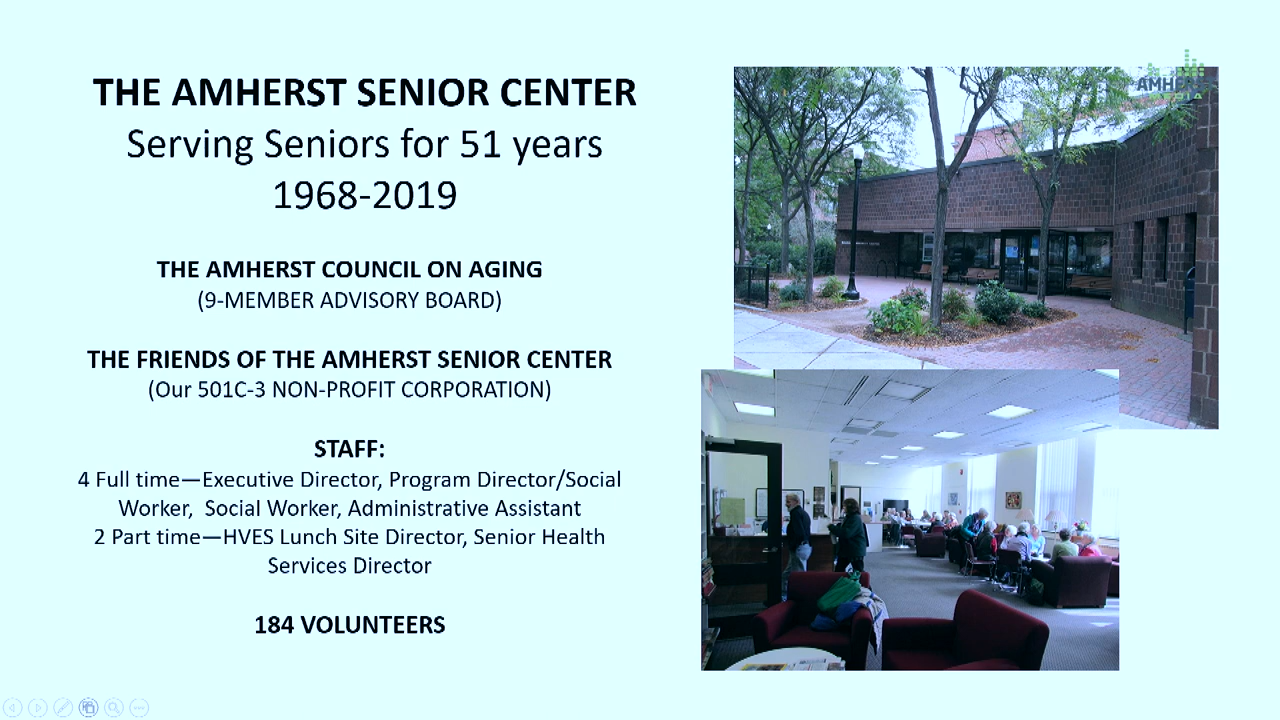 THE AMHERST SENIOR CENTER
Serving Seniors for 51 years
1968-2019
THE AMHERST COUNCIL ON AGING
(9-MEMBER ADVISORY BOARD)
THE FRIENDS OF THE AMHERST SENIOR CENTER
(Our 501C-3 NON-PROFIT CORPORATION)
STAFF:
4 Full time—Executive Director, Program Director/Social
Worker,  Social Worker, Administrative Assistant
2 Part time—HVES Lunch Site Director, Senior Health
Services Director
184 VOLUNTEERS